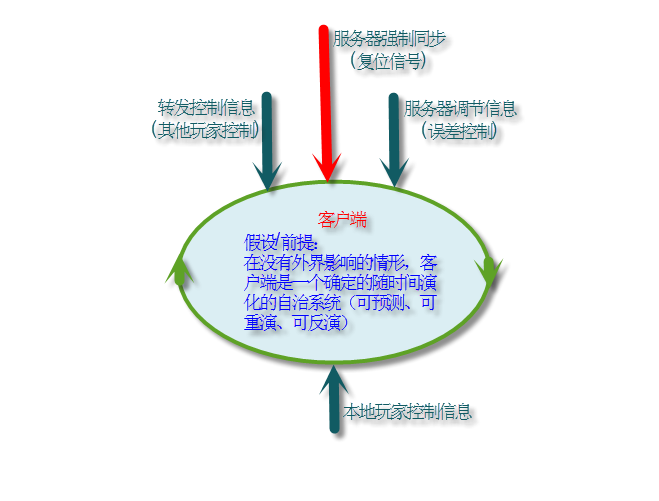 服务器强制同步
(复位信号)
转发控制信息
(其他玩家控制)
服务器调节信息
(误差控制)
客户端
假设/前提:
在没有外界影响的情形，客
户端是一个确定的随时间演
化的自治系统（可预测、可
重演、可反演）
本地玩家控制信息